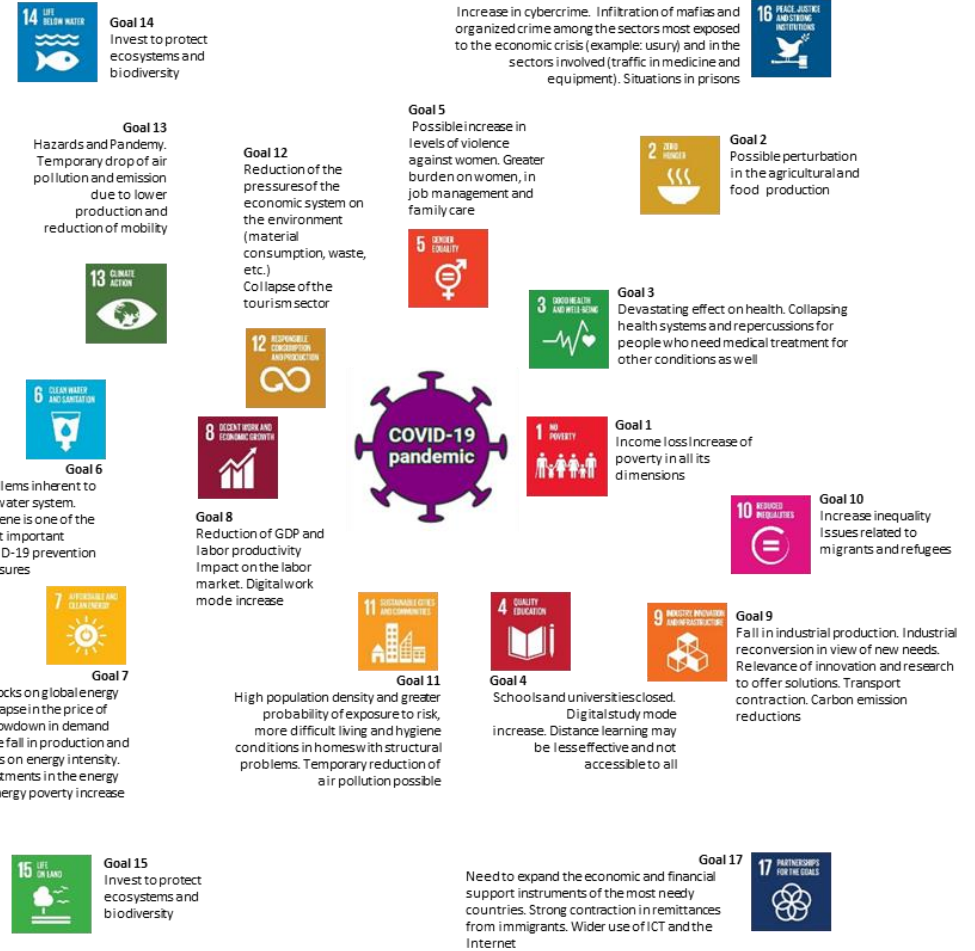 14 LIFE
BELOW WATER
Goal 14
Invest to protect
ecosystems and
biodiversity
Increase in cybercrime. Infiltration of mafias and
organized crime among the sectors most exposed
to the economic crisis (example: usury) and in the
sectors involved (traffic in medicine and
equipment). Situations in prisons
16 PEACE, JUSTICE
AND STRONG
INSTITUTIONS
Goal 13
Hazards and Pandemy.
Temporary drop of air
pollution and emission
due to lower
production and
reduction of mobility
13 CLIMATE
ACTION
Goal 12
Reduction of the
pressures of the
economic system on
the environment
(material
consumption, waste,
etc.)
Collapse of the
tourism sector
12 RESPONSIBLE
CONSUMPTION
AND PRODUCTION
Goal 5
Possible increase in
levels of violence
against women. Greater
burden on women, in
job management and
family care
5 GENDER
EQUALITY
2 ZERO
HUNGER
Goal 2
Possible perturbation
in the agricultural and
food production
3 GOOD HEALTH
AND WELL-BEING
Goal 3
Devastating effect on health. Collapsing
health systems and repercussions for
people who need medical treatment for
other conditions as well
6 CLEAN WATER
AND SANITATION
Goal 6
lems inherent to
water system.
ene is one of the
t important
D-19 prevention
sures
8 DECENT WORK AND
ECONOMIC GROWTH
Goal 8
Reduction of GDP and
labor productivity
Impact on the labor
market. Digital work
mode increase
COVID-19
pandemic
1 NO
POVERTY
Goal 1
Income loss Increase of
poverty in all its
dimensions
10 REDUCED
INEQUALITIES
Goal 10
Increase inequality
Issues related to
migrants and refugees
7 AFFORDABLE AND
CLEAN ENERGY
Goal 7
ocks on global energy
apse in the price of
owdown in demand
e fall in production and
s on energy intensity.
tments in the energy
nergy poverty increase
11 SUSTAINABLE CITIES
AND COMMUNITIES
Goal 11
High population density and greater
probability of exposure to risk,
more difficult living and hygiene
conditions in homes with structural
problems. Temporary reduction of
air pollution possible
4 QUALITY
EDUCATION
Goal 4
Schools and universities closed.
Digital study mode
increase. Distance learning may
be less effective and not
accessible to all
9 INDUSTRY, INNOVATION
AND INFRASTRUCTURE
Goal 9
Fall in industrial production. Industrial
reconversion in view of new needs.
Relevance of innovation and research
to offer solutions. Transport
contraction. Carbon emission
reductions
15 LIFE
ON LAND
Goal 15
Invest to protect
ecosystems and
biodiversity
Goal 17
Need to expand the economic and financial
support instruments of the most needy
countries. Strong contraction in remittances
from immigrants. Wider use of ICT and the
Internet
17 PARTNERSHIPS
FOR THE GOALS